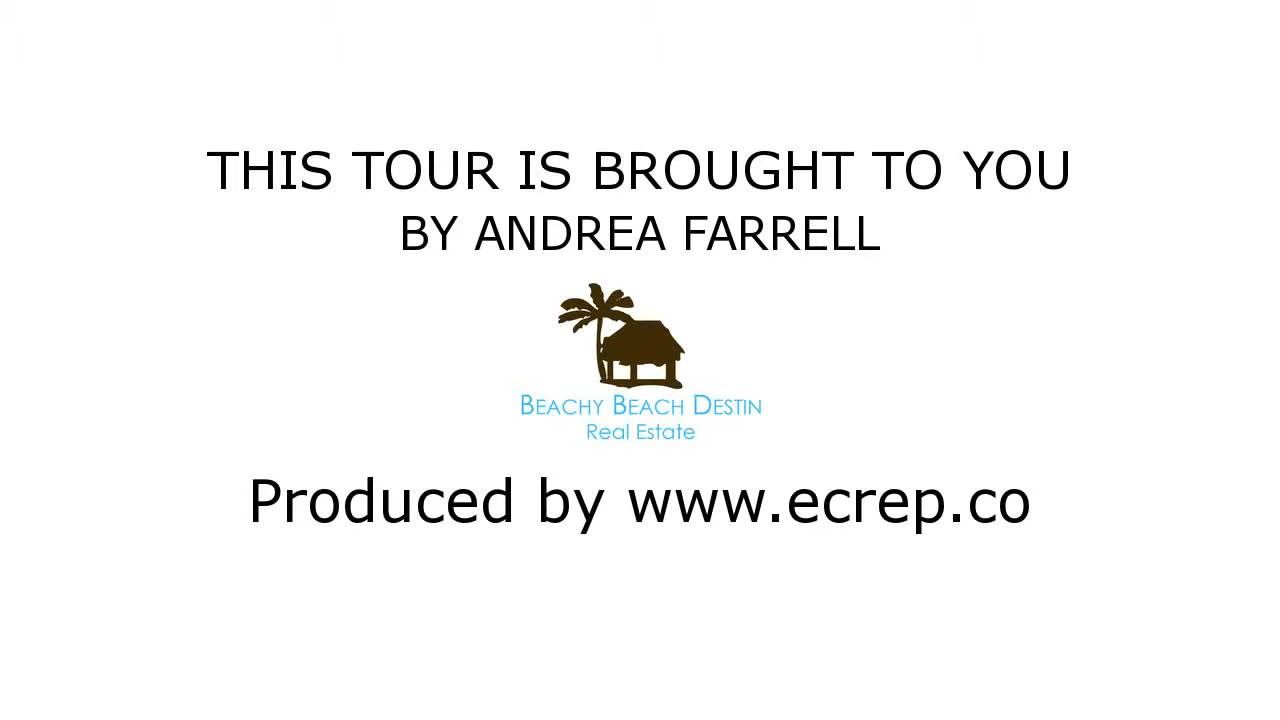 THIS TOUR IS BROUGHT TO YOU
BY ANDREA FARRELL
BEACHY BEACH DESTIN
Real Estate
Produced by www.ecrep.co